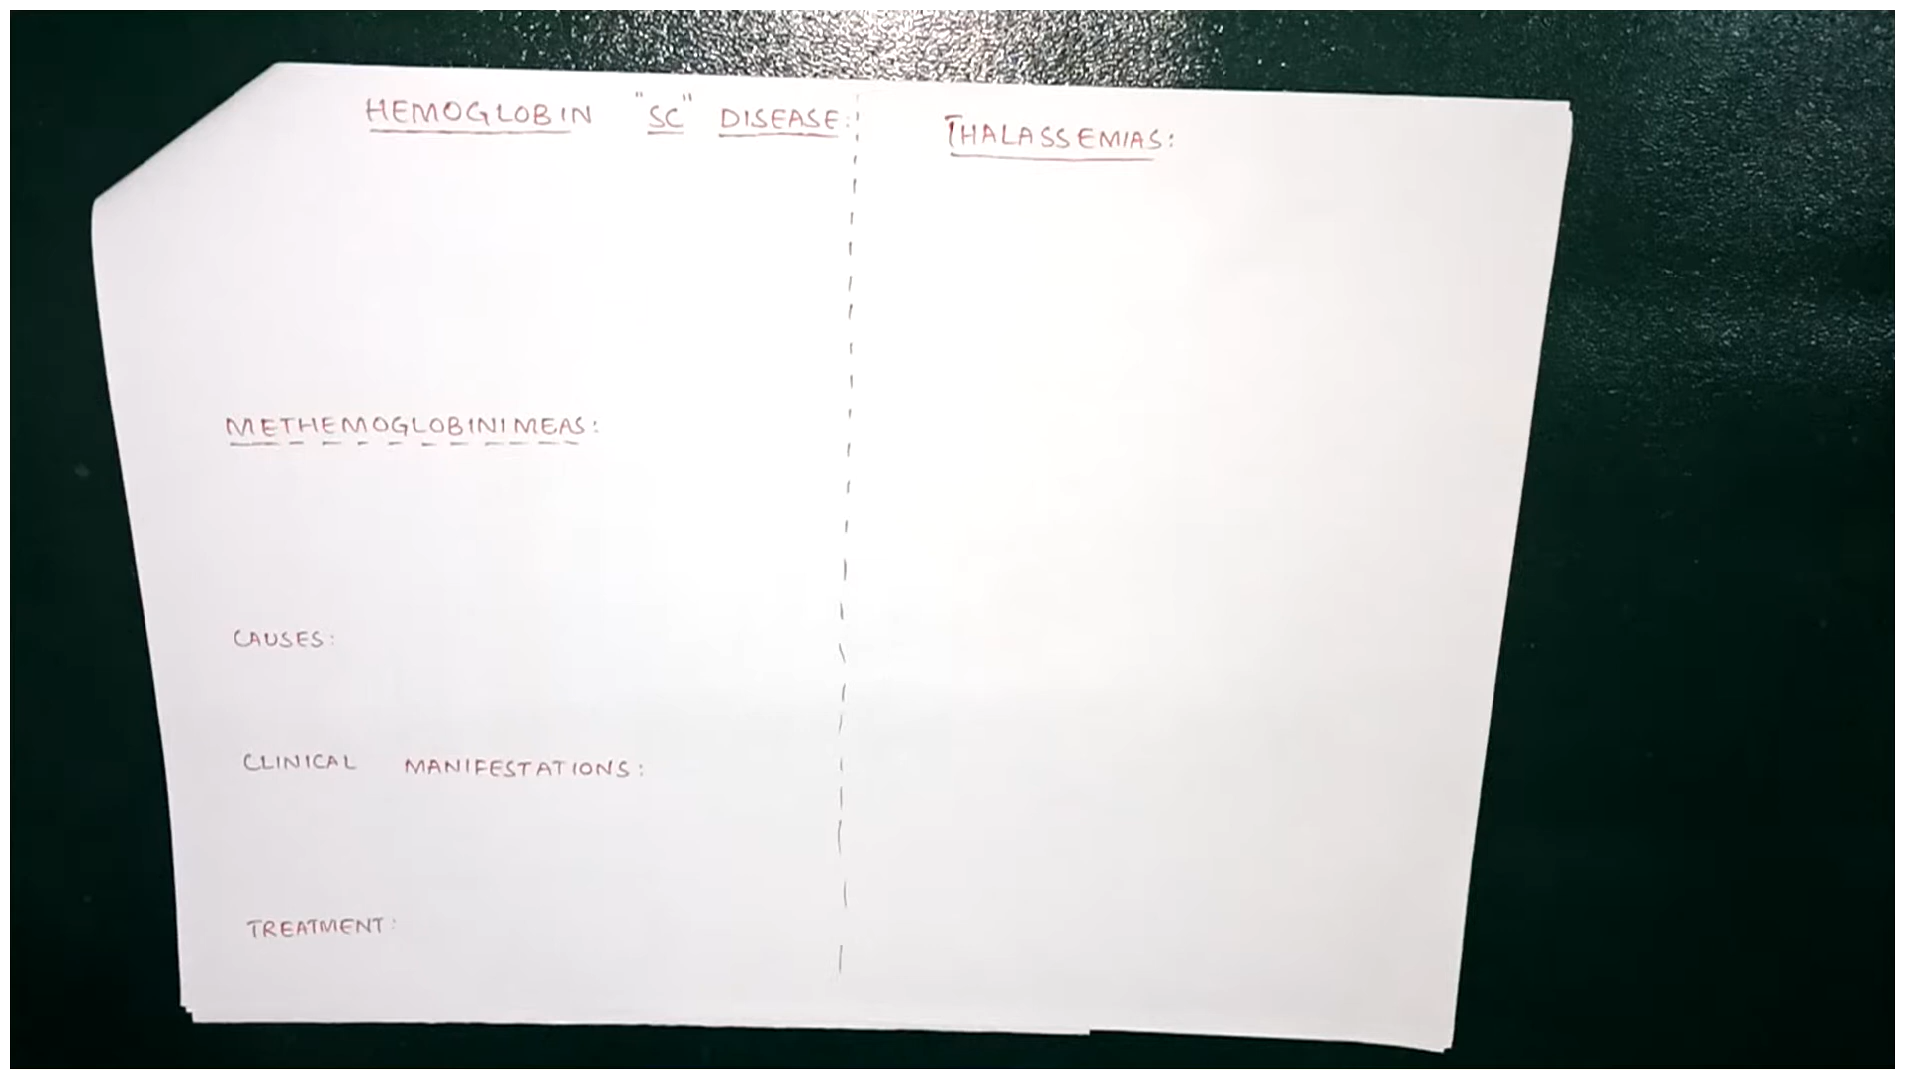 HEMOGLOBIN "SC" DISEASE:
METHEMOGLOBINIMEAS:
CAUSES:
CLINICAL MANIFESTATIONS:
TREATMENT:
THALASSEMIAS: